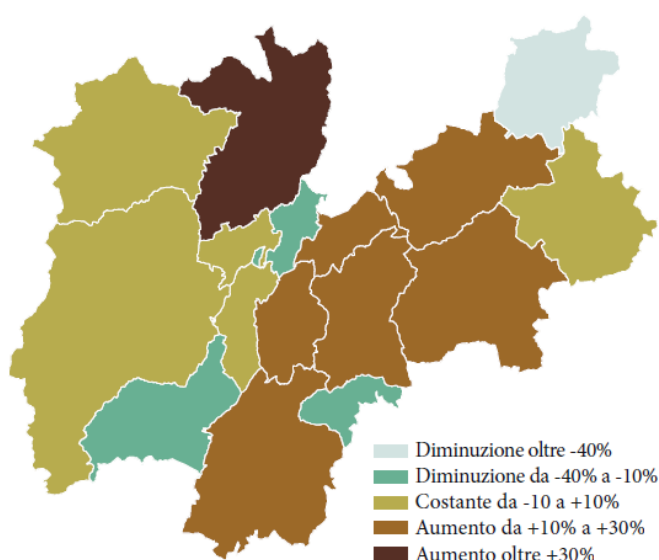 Diminuzione oltre -40%
Diminuzione da -40% a -10%
Costante da -10 a +10%
Aumento da +10% a +30%
Aumento oltre +30%